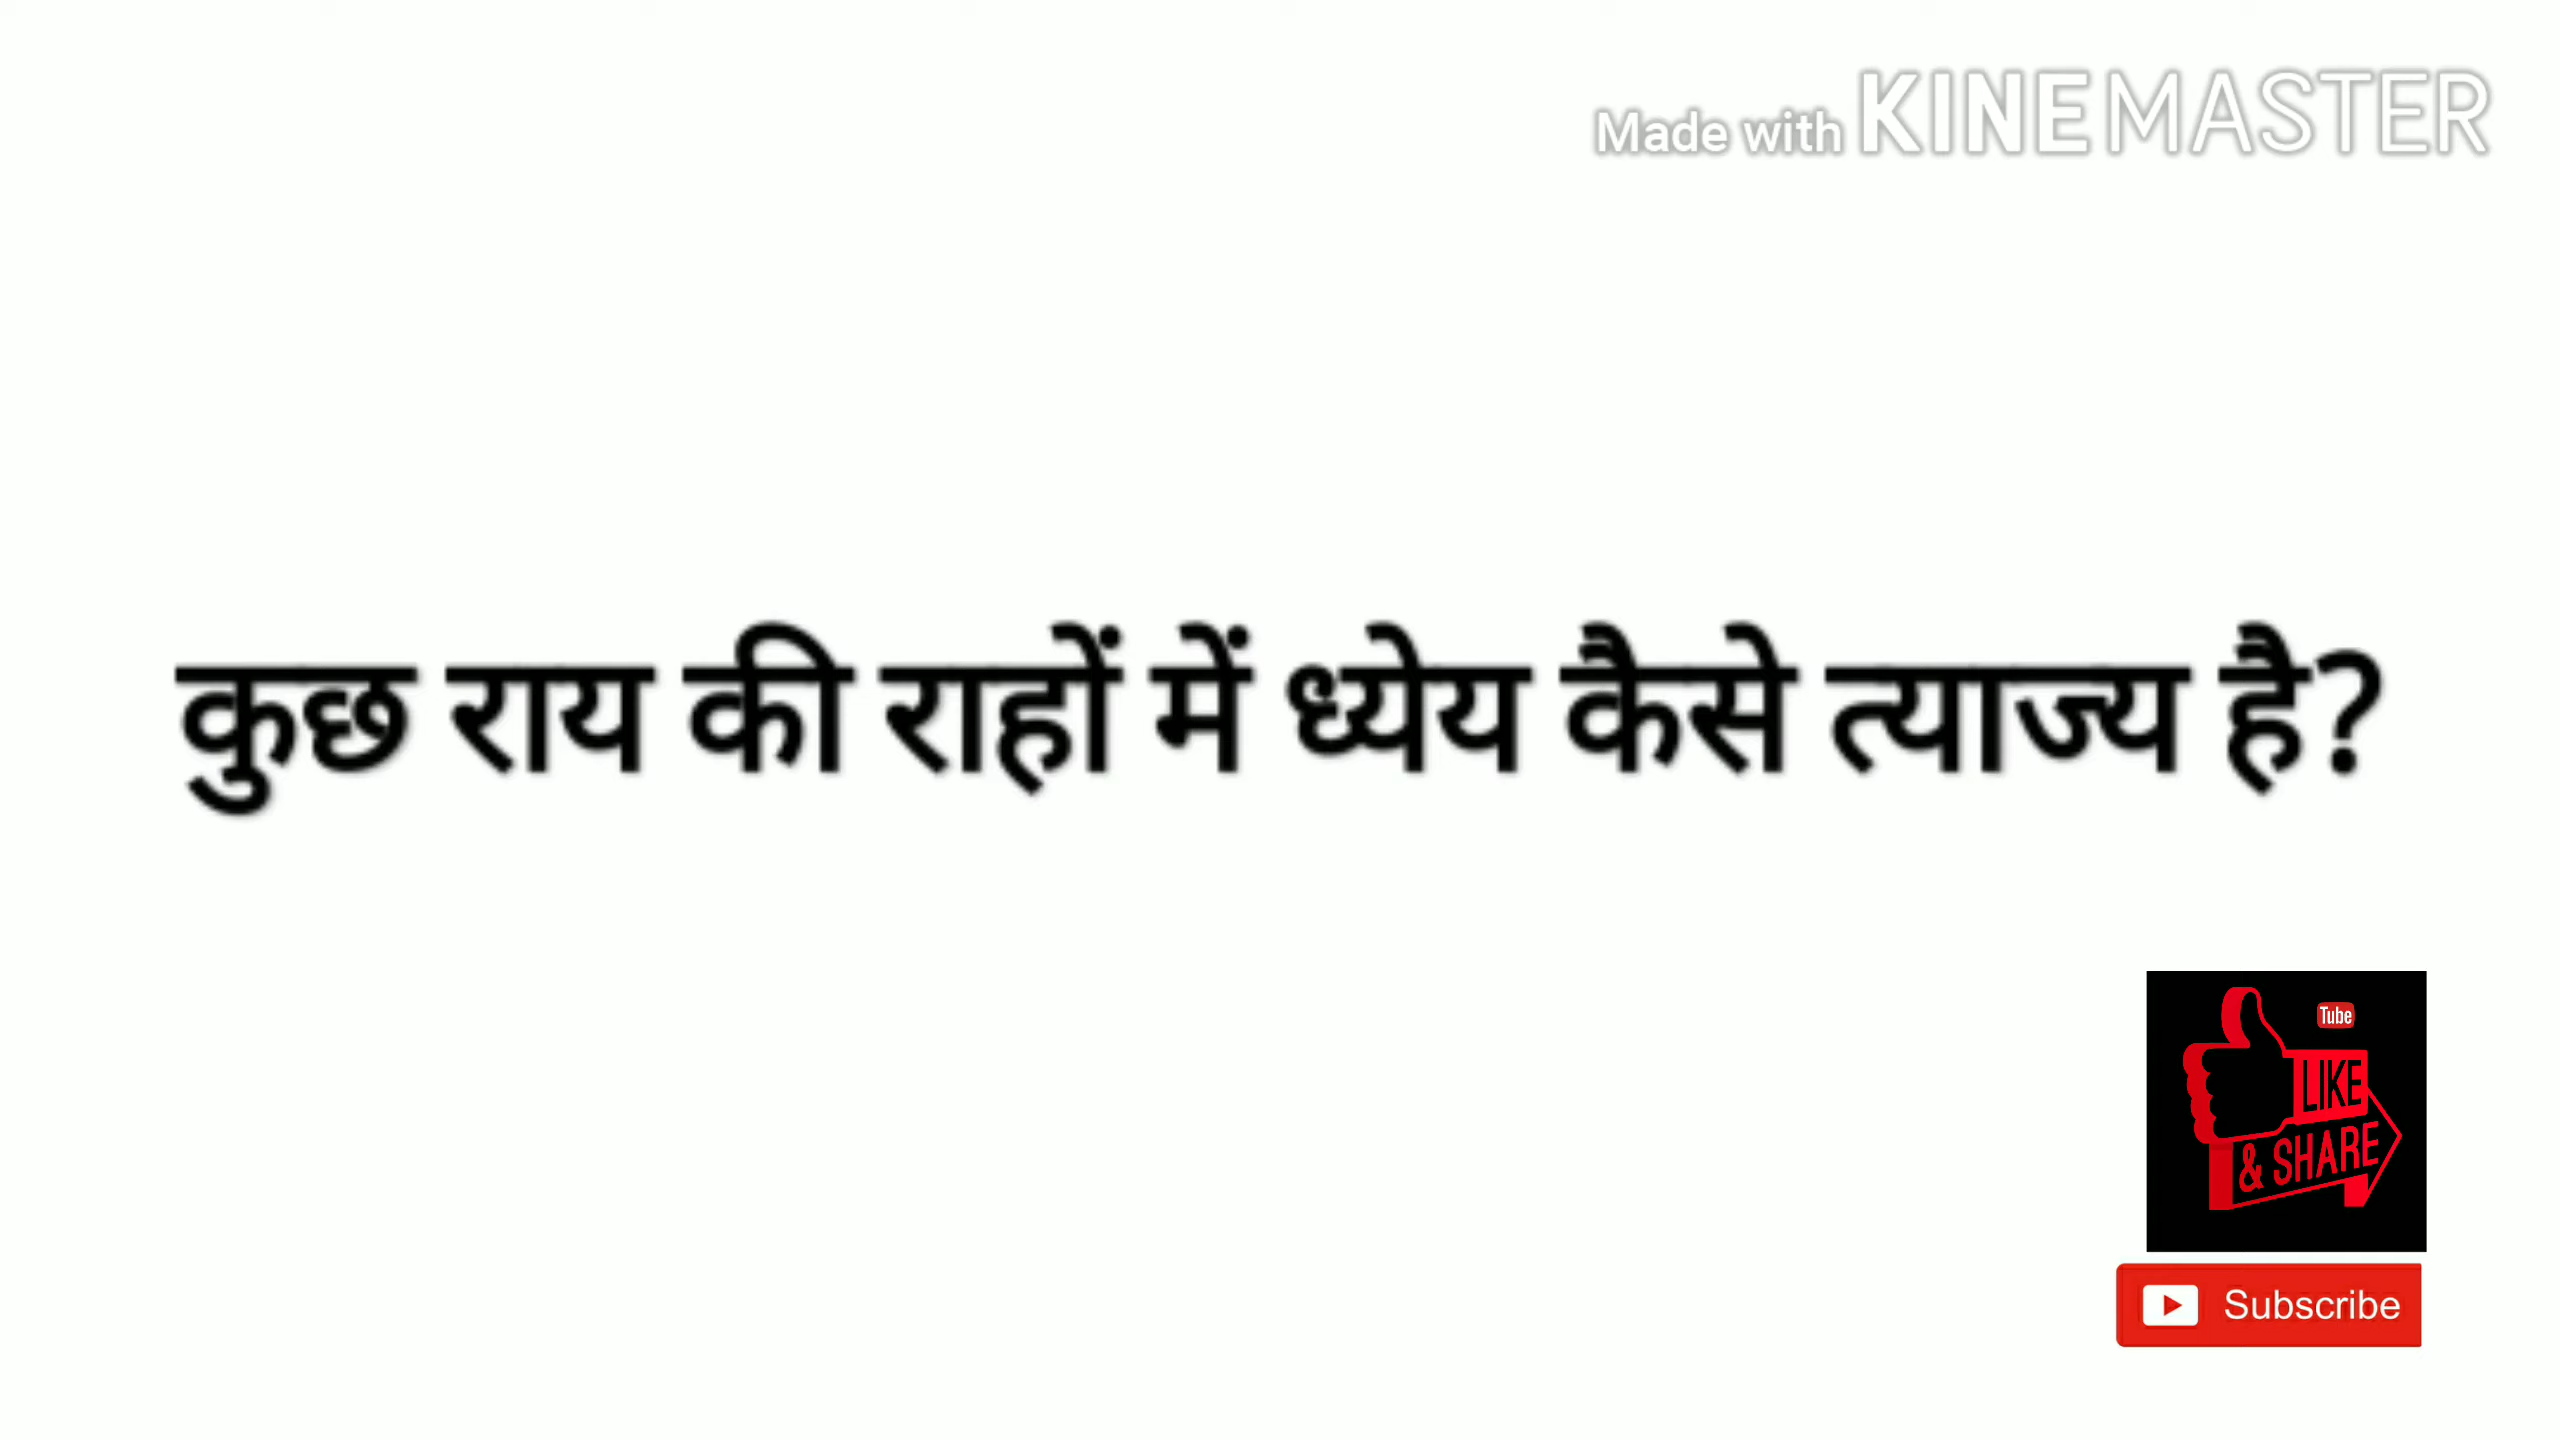 Made with KINEMASTER
कुछ राय की राहों में ध्येय कैसे त्याज्य है?
Tube
LIKE
& SHARE
Subscribe